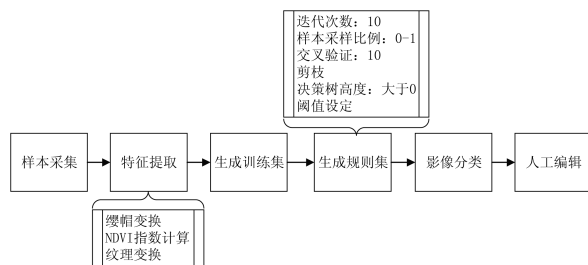 迭代次数：10
样本采样比例：0-1
交叉验证：10
剪枝
决策树高度：大于0
阈值设定
样本采集
特征提取
生成训练集
生成规则集
影像分类
人工编辑
缨帽变换
NDVI指数计算
纹理变换